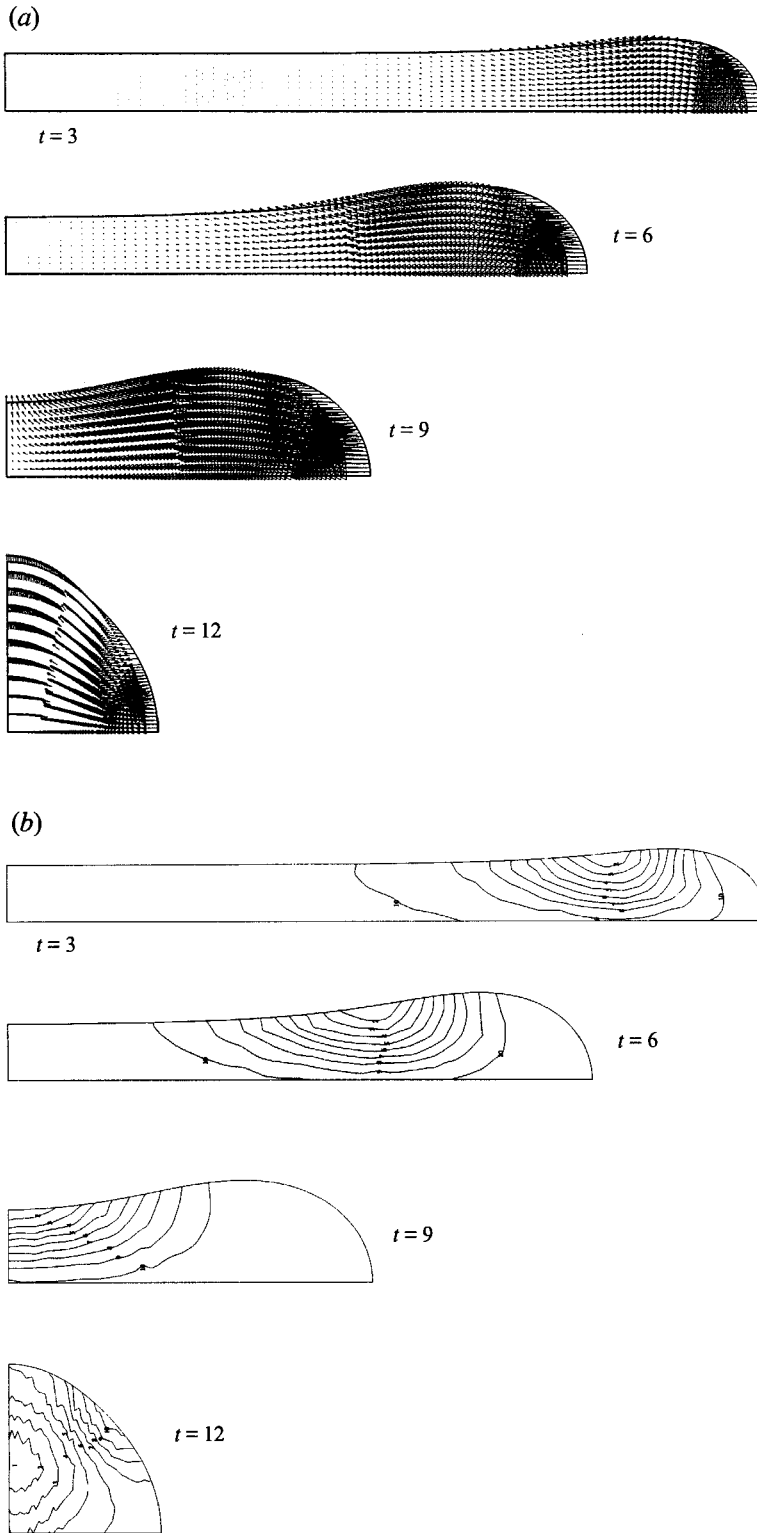 (a)
t = 3
t = 6
t = 9
t = 12
(b)
t = 3
t = 6
t = 9
t = 12